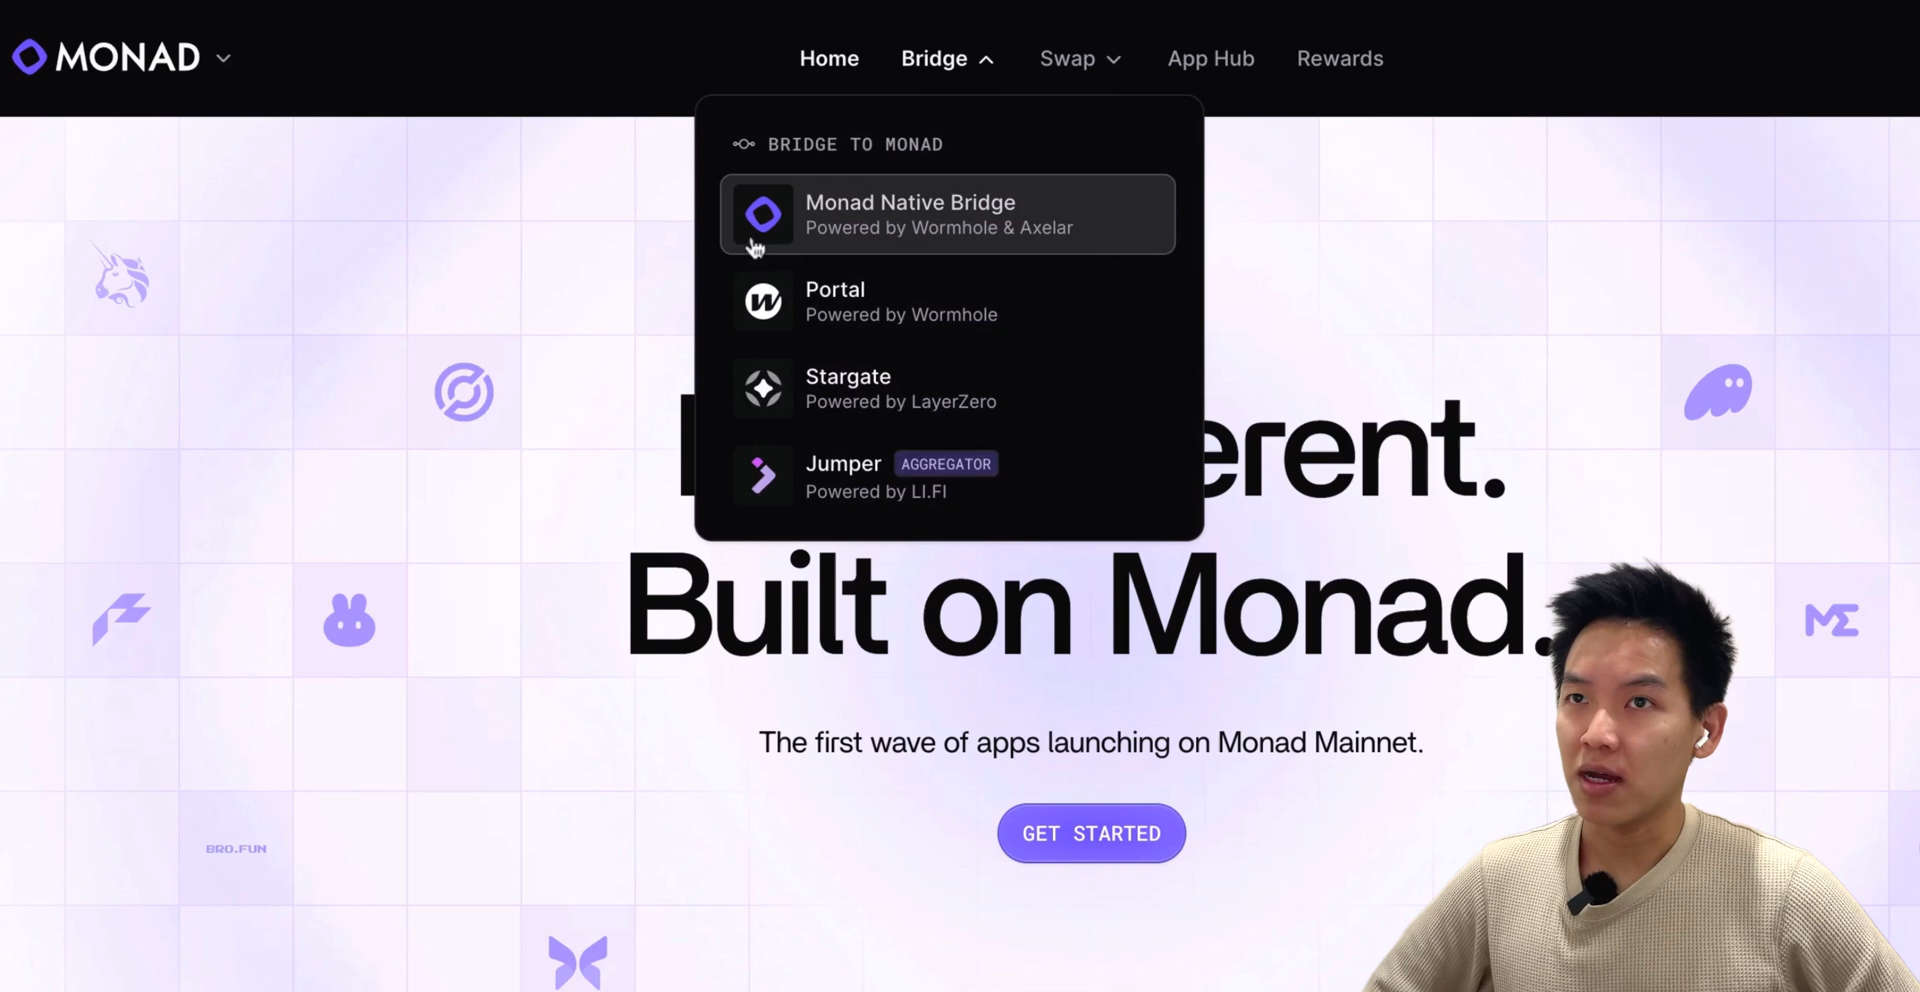 MONAD
Home
Bridge
Swap
App Hub
Rewards
BRIDGE TO MONAD
Monad Native Bridge
Powered by Wormhole & Axelar
Portal
Powered by Wormhole
Stargate
Powered by LayerZero
Jumper AGGREGATOR
Powered by LI.FI
erent.
Built on Monad.
The first wave of apps launching on Monad Mainnet.
GET STARTED
BRO.FUN